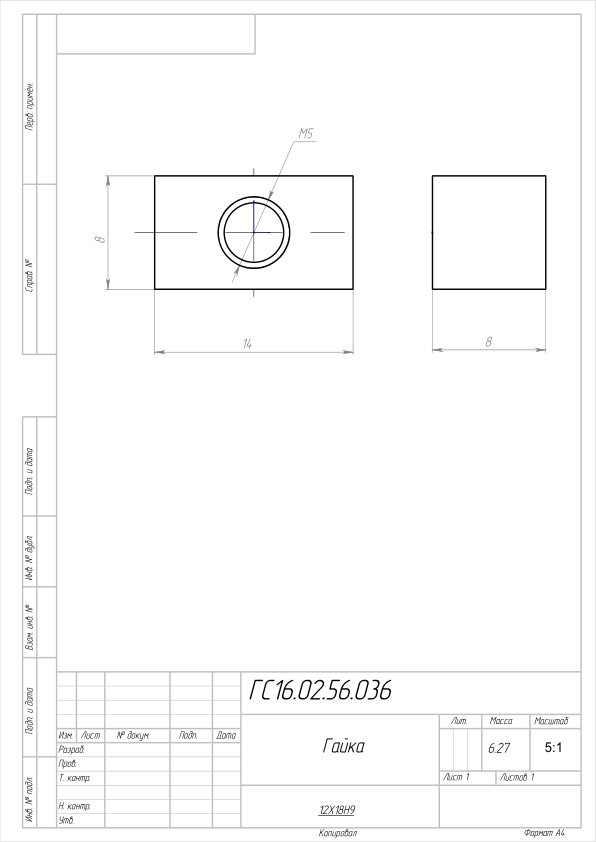 Перв. примен.
Справ. №
Подп. и дата
Инв. № дубл.
Взам. инв. №
Подп. и дата
Инв. № подл.
М5
8
14
8
ГС16.02.56.036
Изм. Лист № докум. Подп. Дата
Разраб.
Пров.
Т. контр.
Н. контр.
Утв.
Гайка
Лит. Масса Масштаб
6.27 5:1
Лист 1 Листов 1
12Х18Н9
Копировал Формат А4